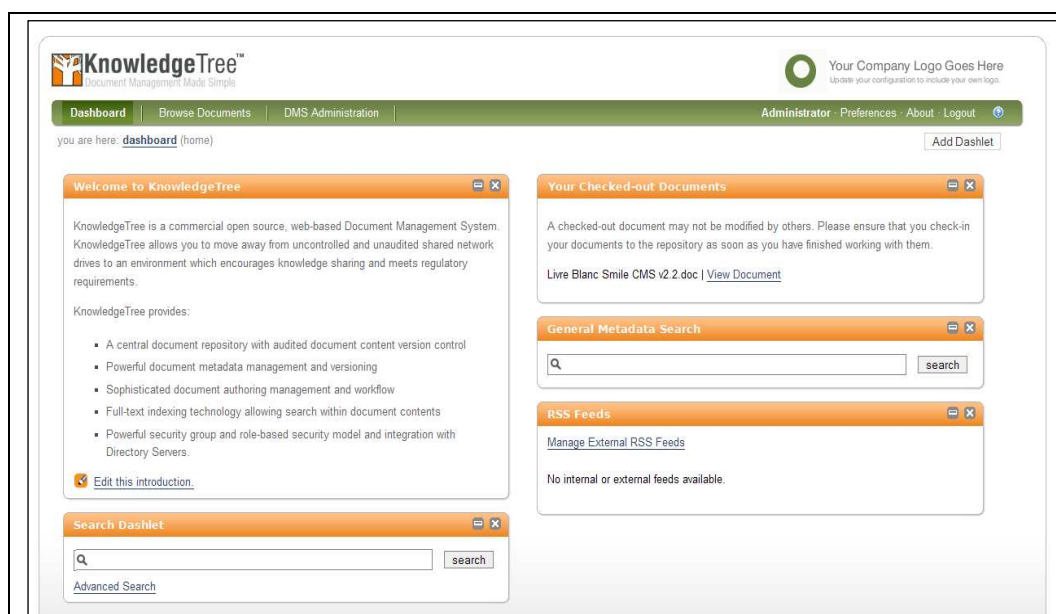 KnowledgeTree™
Document Management Made Simple
Your Company Logo Goes Here
Update your configuration to include your own logo.
Dashboard Browse Documents DMS Administration
Administrator · Preferences · About · Logout ?
you are here: dashboard (home)
Add Dashlet
Welcome to KnowledgeTree
KnowledgeTree is a commercial open source, web-based Document Management System.
KnowledgeTree allows you to move away from uncontrolled and unaudited shared network
drives to an environment which encourages knowledge sharing and meets regulatory
requirements.
KnowledgeTree provides:
A central document repository with audited document content version control
Powerful document metadata management and versioning
Sophisticated document authoring management and workflow
Full-text indexing technology allowing search within document contents
Powerful security group and role-based security model and integration with
Directory Servers.
Edit this introduction.
Search Dashlet
search
Advanced Search
Your Checked-out Documents
A checked-out document may not be modified by others. Please ensure that you check-in
your documents to the repository as soon as you have finished working with them.
Livre Blanc Smile CMS v2.2.doc | View Document
General Metadata Search
search
RSS Feeds
Manage External RSS Feeds
No internal or external feeds available.